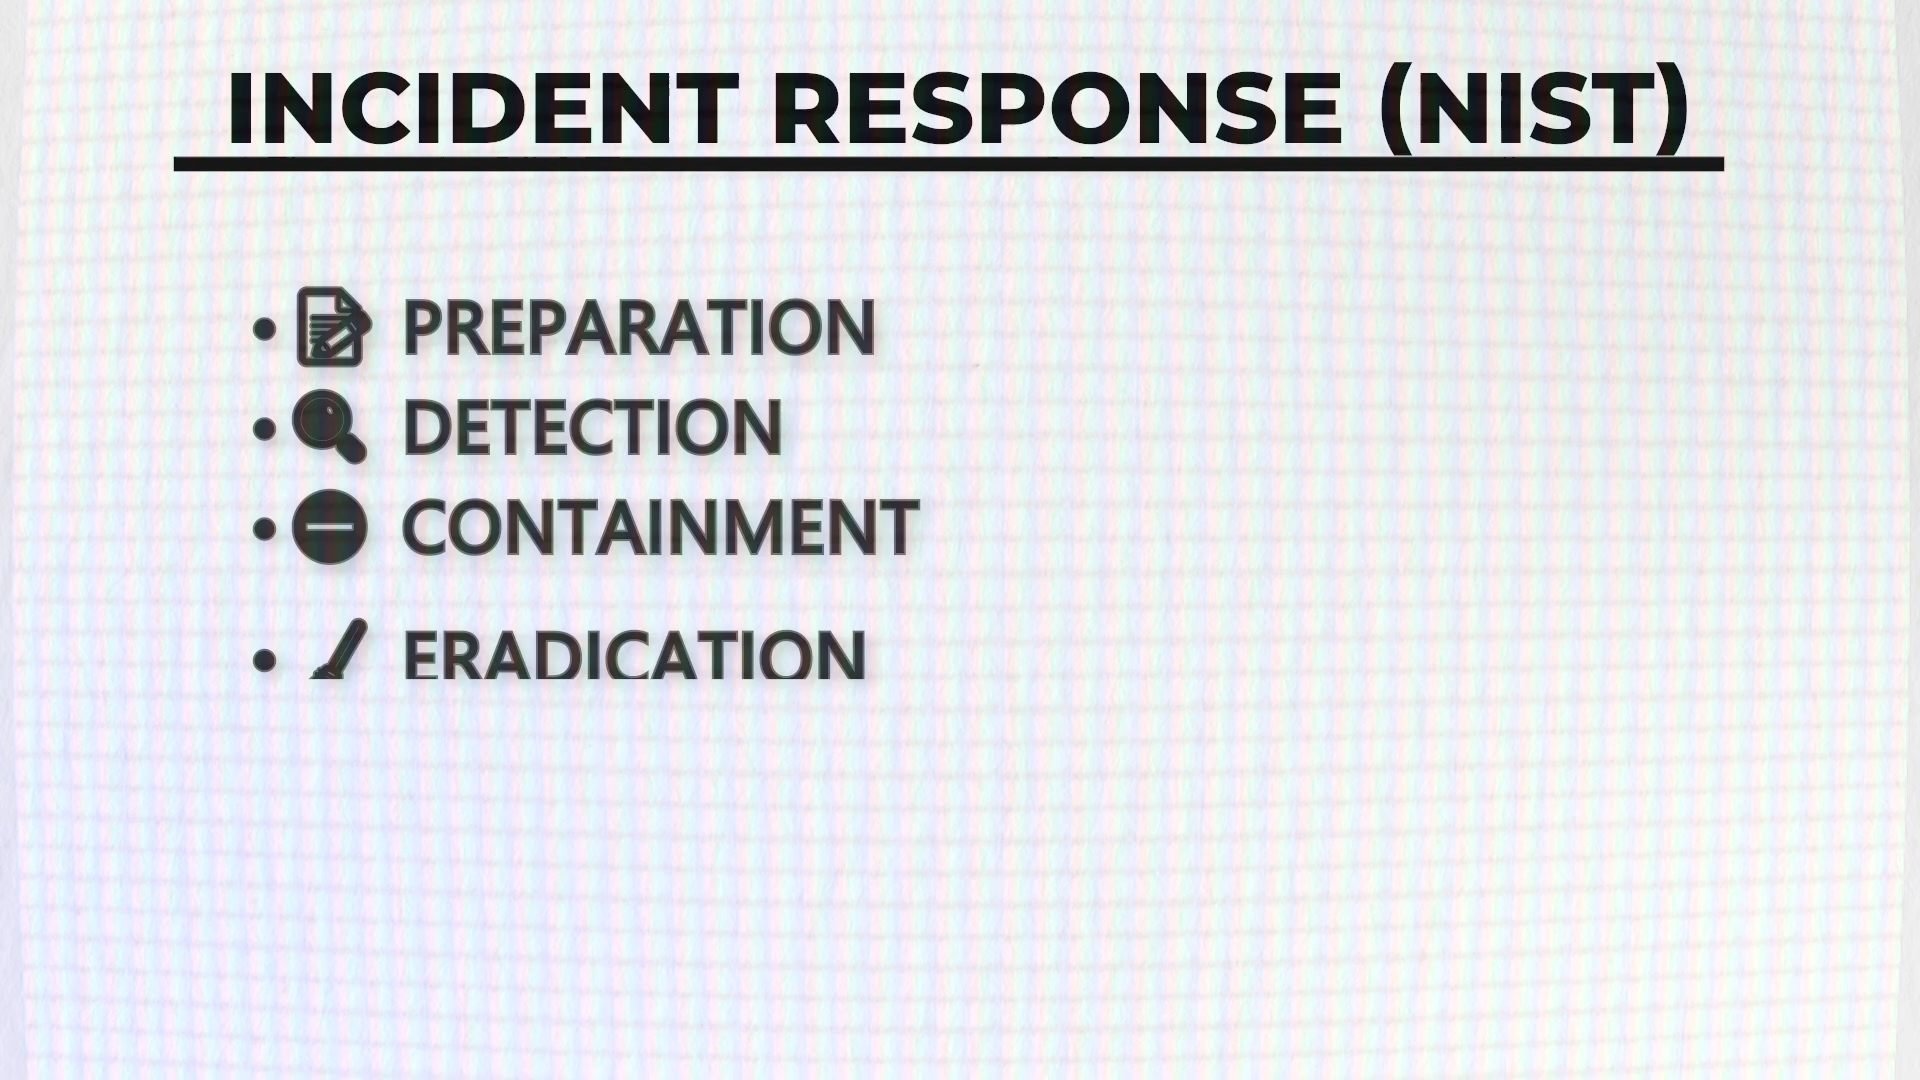 INCIDENT RESPONSE (NIST)
• PREPARATION
• DETECTION
• CONTAINMENT
• ERADICATION